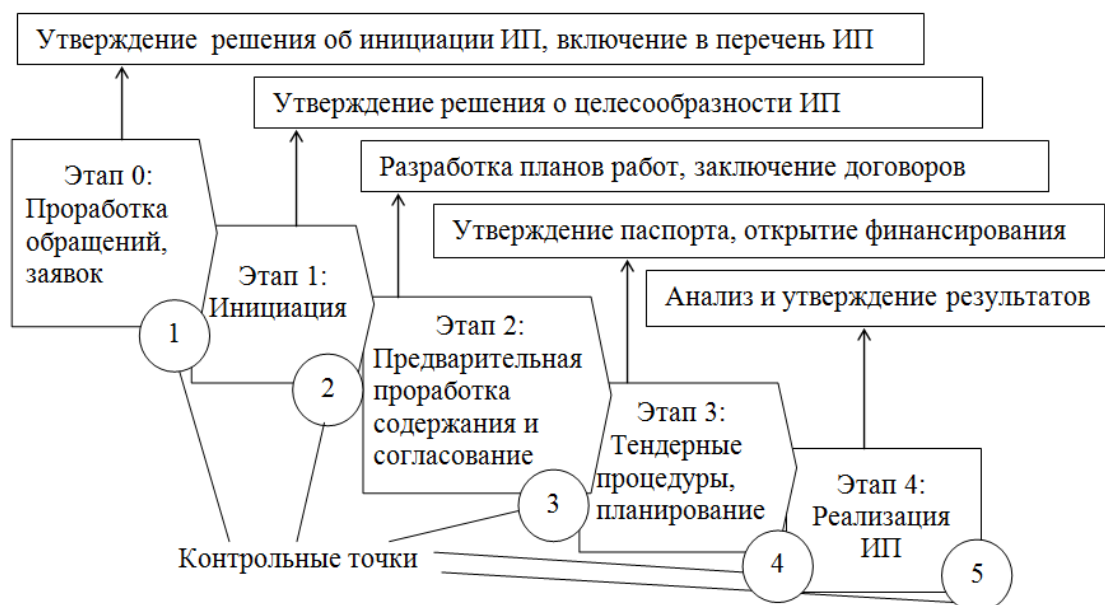 Утверждение решения об инициации ИП, включение в перечень ИП
Утверждение решения о целесообразности ИП
Разработка планов работ, заключение договоров
Утверждение паспорта, открытие финансирования
Анализ и утверждение результатов
Этап 0:
Проработка
обращений,
заявок
1
Этап 1:
Инициация
2
Этап 2:
Предварительная
проработка
содержания и
согласование
3
Этап 3:
Тендерные
процедуры,
планирование
4
Этап 4:
Реализация
ИП
5
Контрольные точки